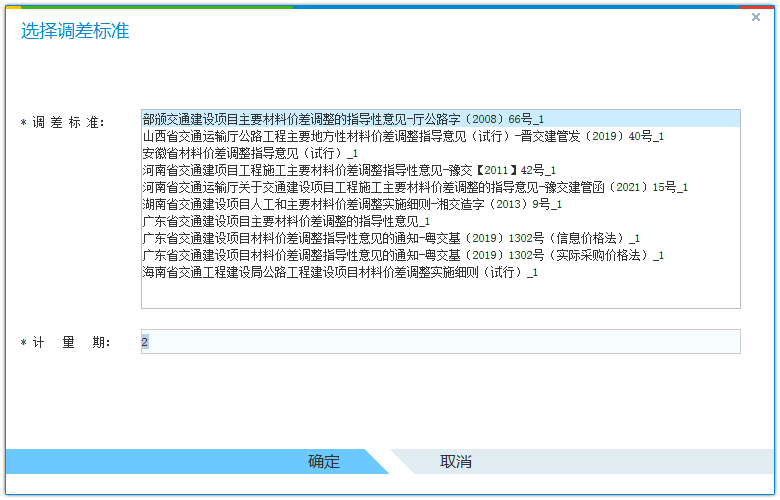 选择调差标准
* 调 差 标 准:
部颁交通建设项目主要材料价差调整的指导性意见-厅公路字（2008）66号_1
山西省交通运输厅公路工程主要地方性材料价差调整指导意见（试行）-晋交建管发（2019）40号_1
安徽省材料价差调整指导意见（试行）_1
河南省交通建项目工程施工主要材料价差调整指导性意见-豫交【2011】42号_1
河南省交通运输厅关于交通建设项目工程施工主要材料价差调整的指导意见-豫交建管函（2021）15号_1
湖南省交通建设项目人工和主要材料价差调整实施细则-湘交造字（2013）9号_1
广东省交通建设项目主要材料价差调整的指导性意见_1
广东省交通建设项目材料价差调整指导性意见的通知-粤交基（2019）1302号（信息价格法）_1
广东省交通建设项目材料价差调整指导性意见的通知-粤交基（2019）1302号（实际采购价格法）_1
海南省交通工程建设局公路工程建设项目材料价差调整实施细则（试行）_1
* 计 量 期: 2
确定 取消